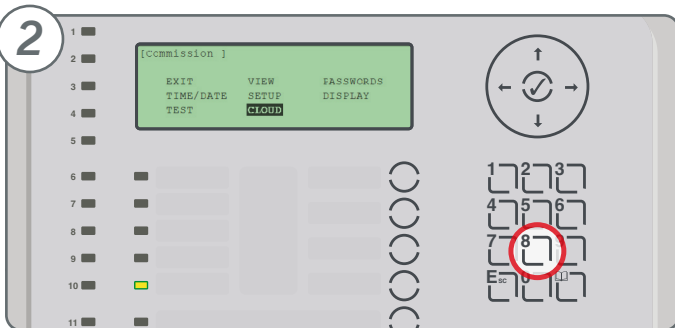 2
[Commission ]
EXIT VIEW PASSWORDS
TIME/DATE SETUP DISPLAY
TEST CLOUD
1
2
3
4
5
6
7
8
9
10
11
1 2 3
4 5 6
7 8 9
Esc 0